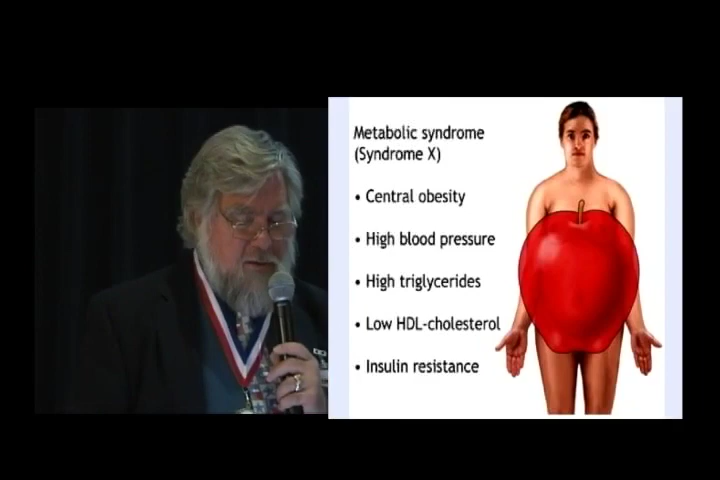 Metabolic syndrome
(Syndrome X)
• Central obesity
• High blood pressure
• High triglycerides
• Low HDL-cholesterol
• Insulin resistance